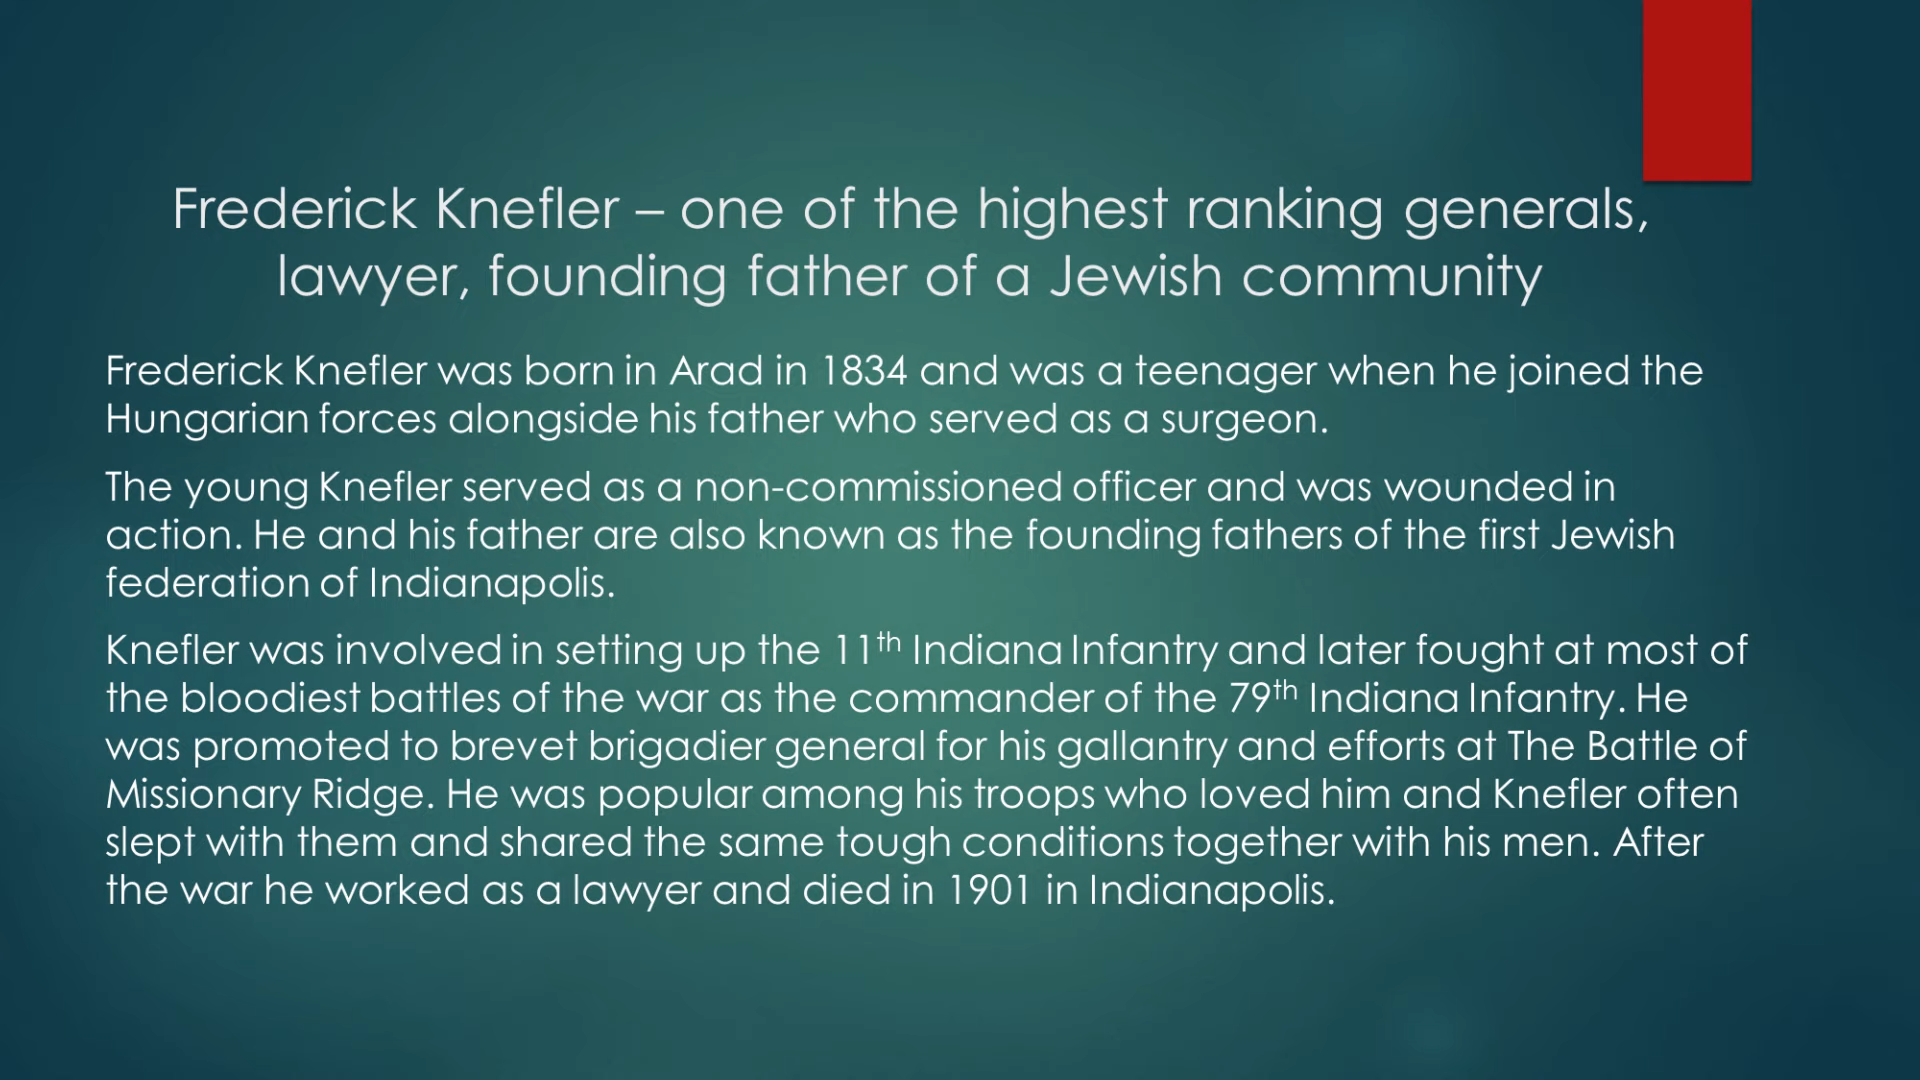 Frederick Knefler – one of the highest ranking generals,
lawyer, founding father of a Jewish community
Frederick Knefler was born in Arad in 1834 and was a teenager when he joined the
Hungarian forces alongside his father who served as a surgeon.
The young Knefler served as a non-commissioned officer and was wounded in
action. He and his father are also known as the founding fathers of the first Jewish
federation of Indianapolis.
Knefler was involved in setting up the 11th Indiana Infantry and later fought at most of
the bloodiest battles of the war as the commander of the 79th Indiana Infantry. He
was promoted to brevet brigadier general for his gallantry and efforts at The Battle of
Missionary Ridge. He was popular among his troops who loved him and Knefler often
slept with them and shared the same tough conditions together with his men. After
the war he worked as a lawyer and died in 1901 in Indianapolis.